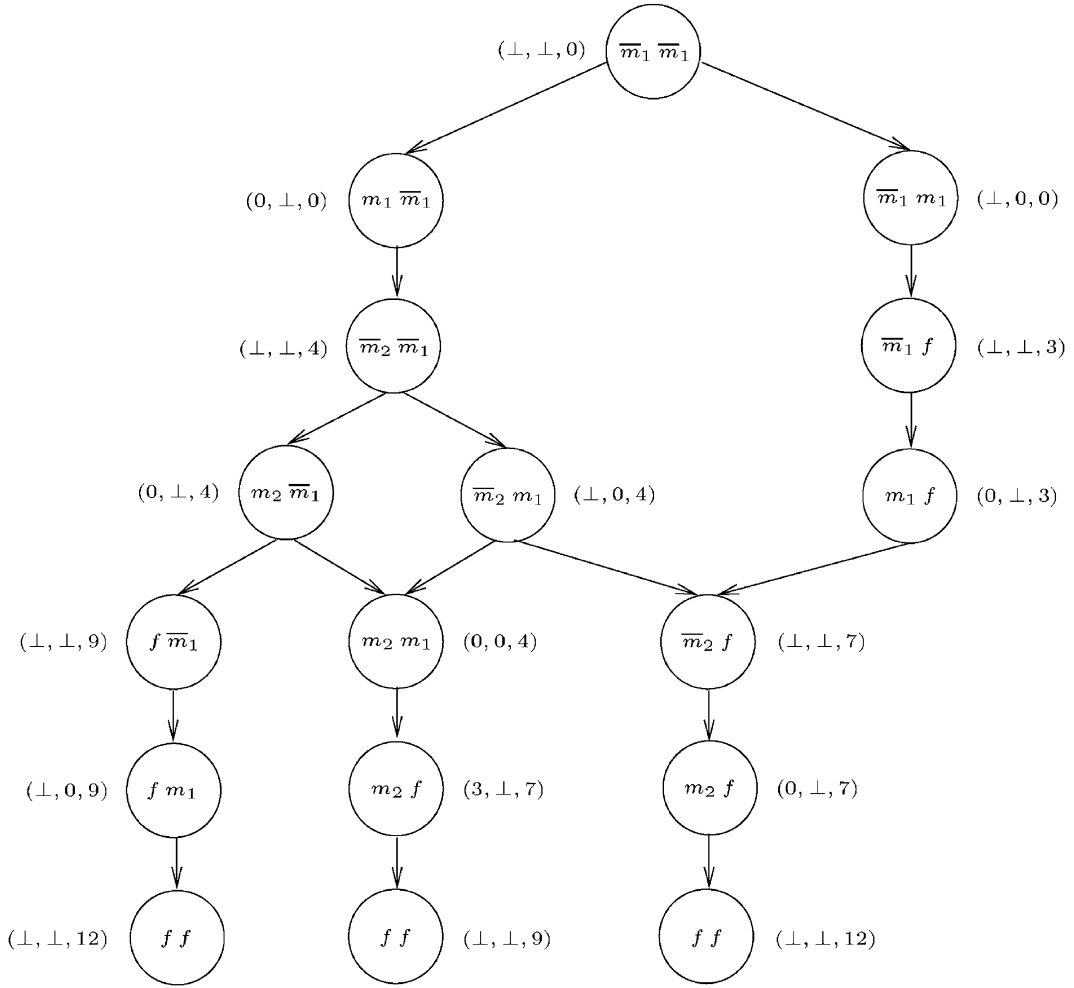 (⊥, ⊥, 0) m̅₁ m̅₁
(0, ⊥, 0) m₁ m̅₁ m̅₁ m₁ (⊥, 0, 0)
(⊥, ⊥, 4) m̅₂ m̅₁ m̅₁ f (⊥, ⊥, 3)
(0, ⊥, 4) m₂ m̅₁ m̅₂ m₁ (⊥, 0, 4) m₁ f (0, ⊥, 3)
(⊥, ⊥, 9) f m̅₁ m₂ m₁ (0, 0, 4) m̅₂ f (⊥, ⊥, 7)
(⊥, 0, 9) f m₁ m₂ f (3, ⊥, 7) m₂ f (0, ⊥, 7)
(⊥, ⊥, 12) f f f f (⊥, ⊥, 9) f f (⊥, ⊥, 12)